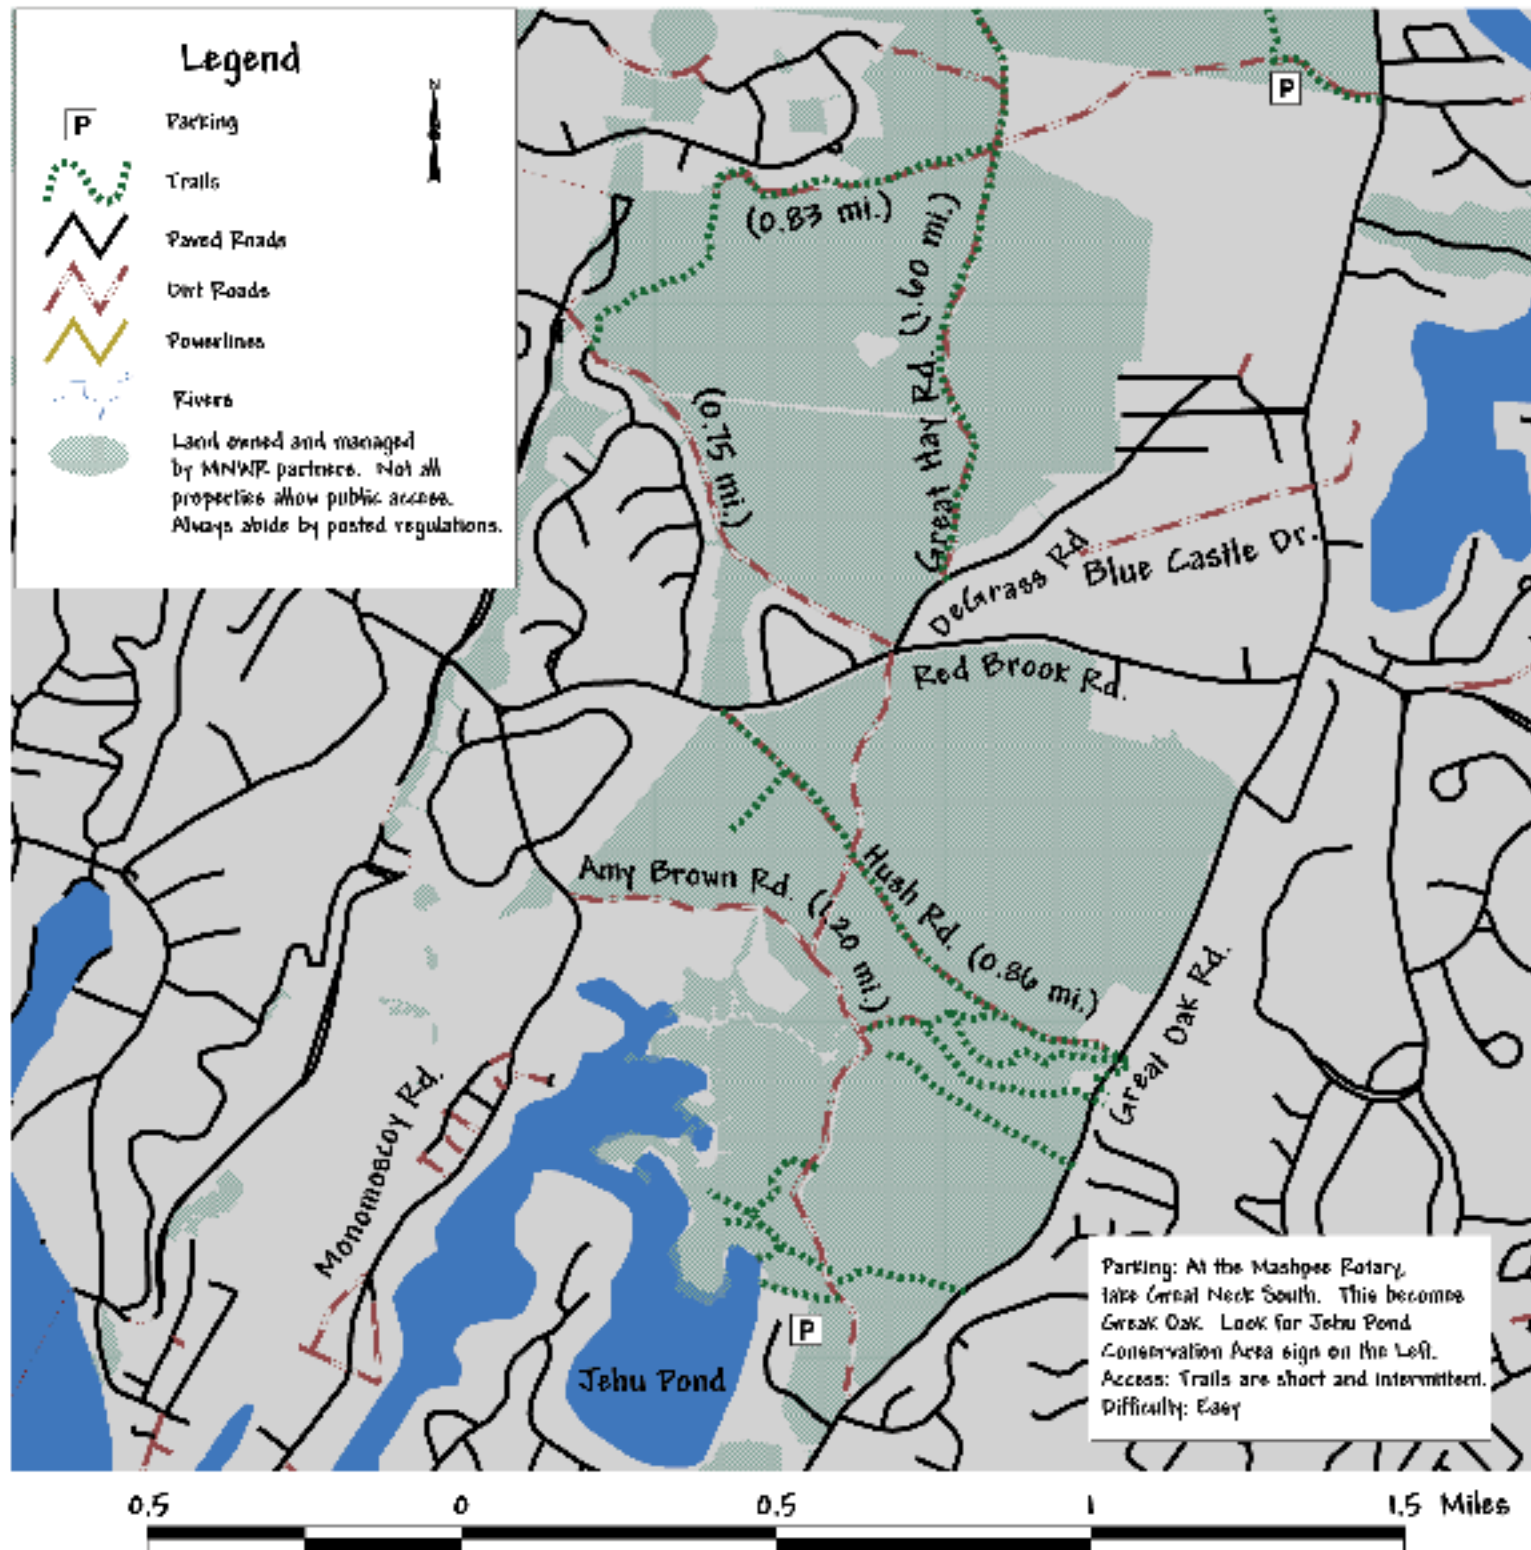 Legend
N
P Parking
Trails
Paved Roads
Dirt Roads
Powerlines
Rivers
Land owned and managed
by MNWR partners. Not all
properties allow public access.
Always abide by posted regulations.
P
(0.83 mi.)
Great Hay Rd. (1.60 mi.)
(0.75 mi.)
DeGrass Rd
Blue Castle Dr.
Red Brook Rd.
Amy Brown Rd. (1.20 mi.)
Hush Rd. (0.86 mi.)
Great Oak Rd.
Monomoscoy Rd.
P
Jehu Pond
Parking: At the Mashpee Rotary,
take Great Neck South. This becomes
Great Oak. Look for Jehu Pond
Conservation Area sign on the Left.
Access: Trails are short and intermittent.
Difficulty: Easy
0.5 0 0.5 1 1.5 Miles